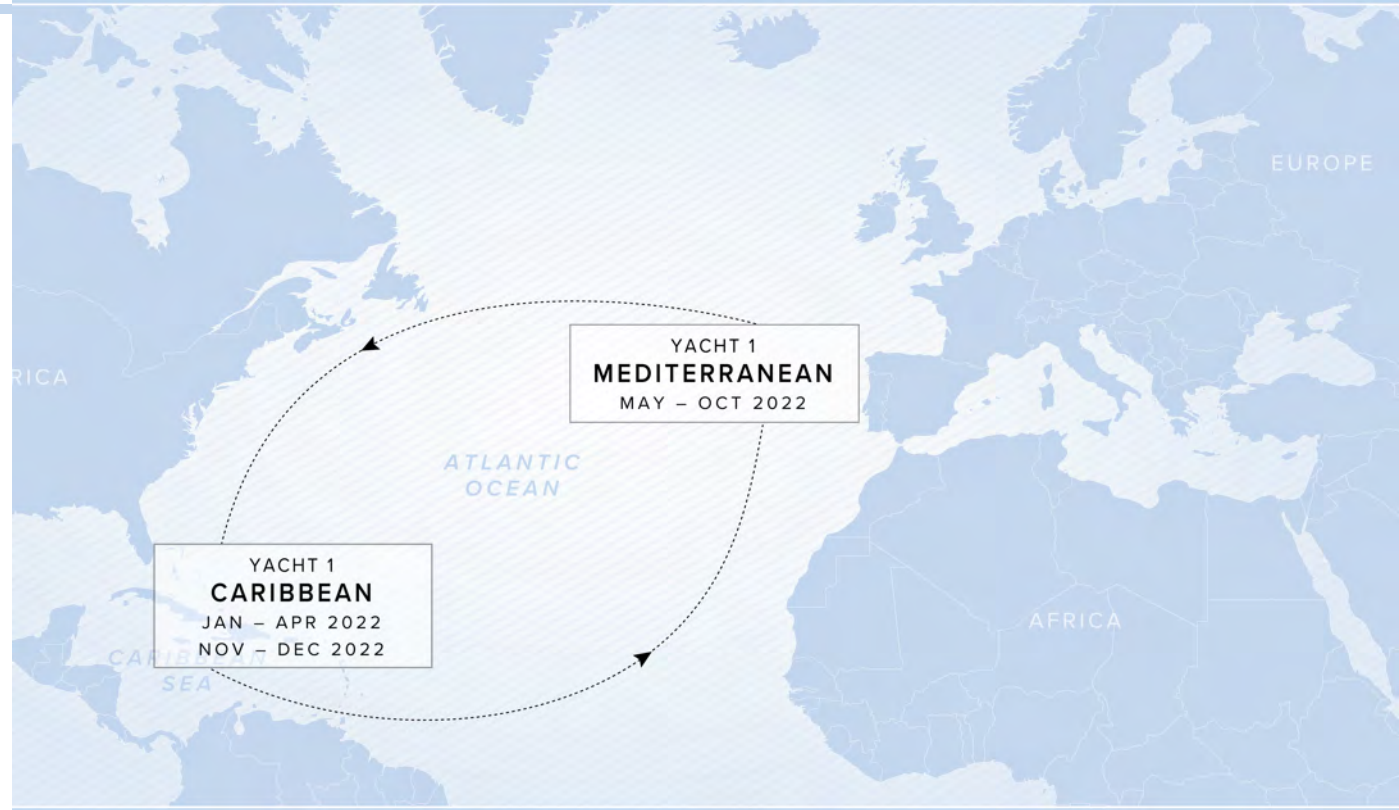 EUROPE
YACHT 1
MEDITERRANEAN
MAY – OCT 2022
RICA
ATLANTIC
OCEAN
YACHT 1
CARIBBEAN
JAN – APR 2022
NOV – DEC 2022
CARIBBEAN
SEA
AFRICA